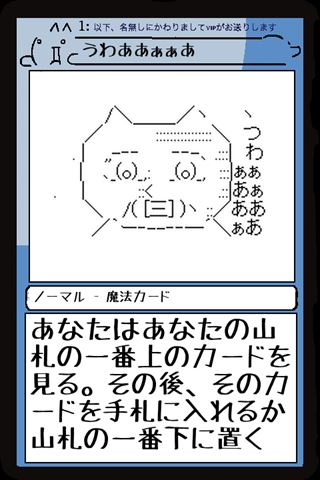 1: 以下、名無しにかわりましてVIPがお送りします
うわああぁぁあ
うわぁぁあぁああぁあ
ノーマル - 魔法カード
あなたはあなたの山
札の一番上のカードを
見る。その後、そのカ
ードを手札に入れるか
山札の一番下に置く